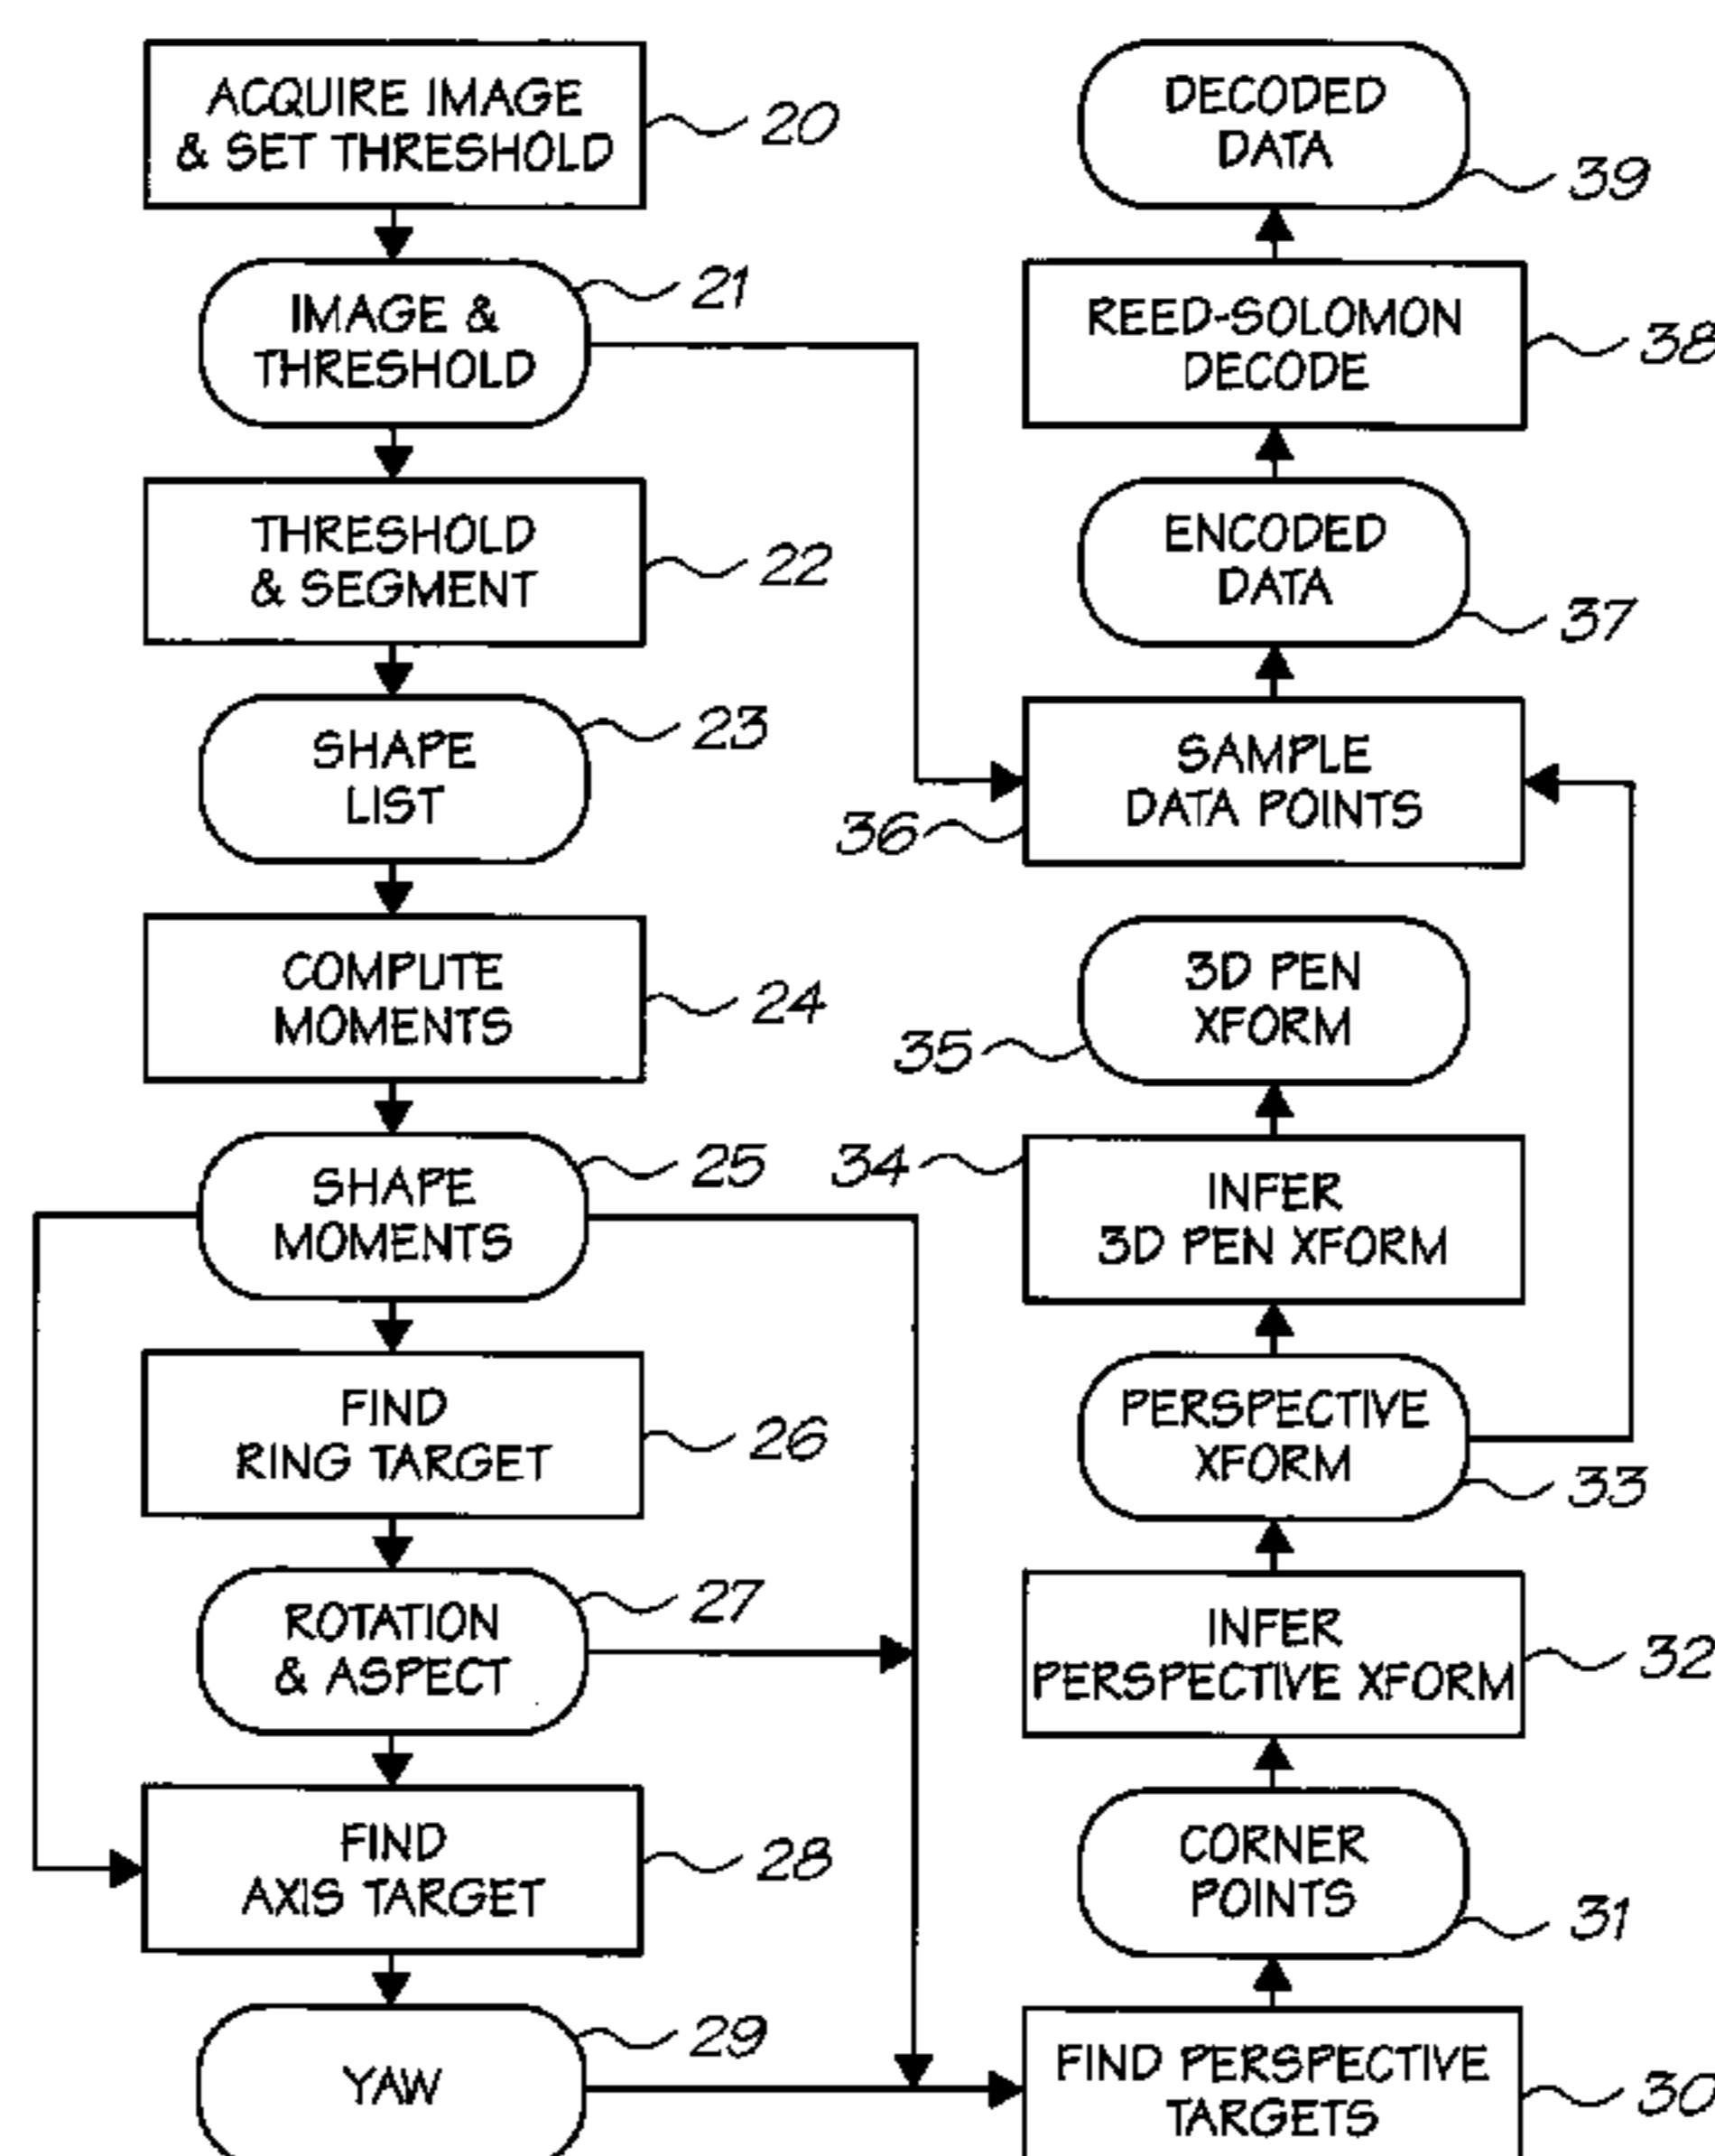 ACQUIRE IMAGE
& SET THRESHOLD
20
IMAGE &
THRESHOLD
21
THRESHOLD
& SEGMENT
22
SHAPE
LIST
23
COMPUTE
MOMENTS
24
SHAPE
MOMENTS
25
FIND
RING TARGET
26
ROTATION
& ASPECT
27
FIND
AXIS TARGET
28
YAW
29
DECODED
DATA
39
REED-SOLOMON
DECODE
38
ENCODED
DATA
37
SAMPLE
DATA POINTS
36
3D PEN
XFORM
35
INFER
3D PEN XFORM
34
PERSPECTIVE
XFORM
33
INFER
PERSPECTIVE XFORM
32
CORNER
POINTS
31
FIND PERSPECTIVE
TARGETS
30